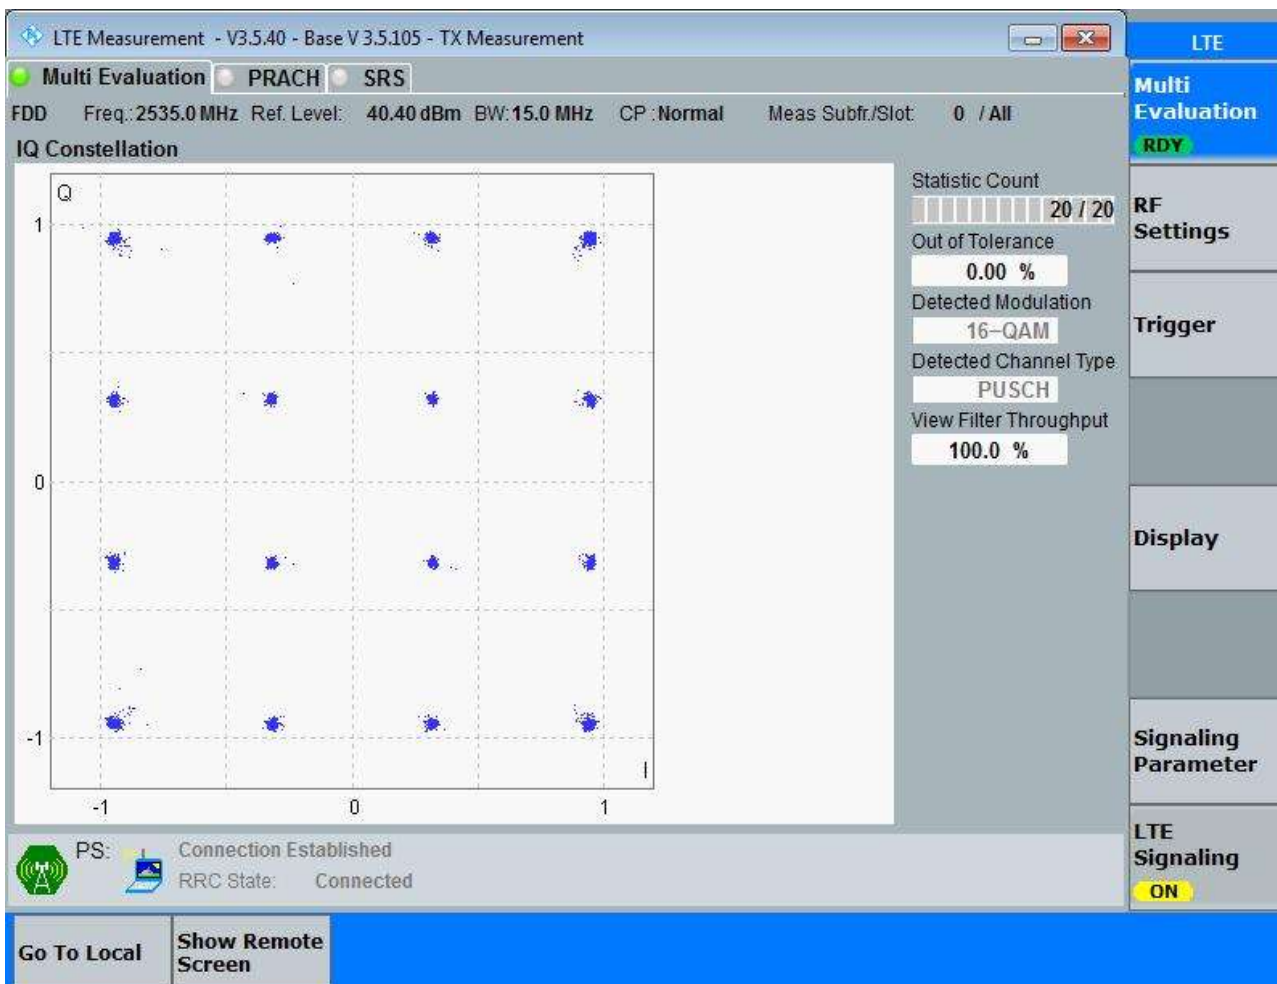 LTE Measurement - V3.5.40 - Base V 3.5.105 - TX Measurement
LTE
Multi Evaluation PRACH SRS
FDD Freg.: 2535.0 MHz Ref. Level: 40.40 dBm BW: 15.0 MHz CP : Normal Meas Subfr./Slot: 0 / All
IQ Constellation
Multi
Evaluation
RDY
Q
1
0
-1
I
-1 0 1
Statistic Count
20 / 20
Out of Tolerance
0.00 %
Detected Modulation
16-QAM
Detected Channel Type
PUSCH
View Filter Throughput
100.0 %
RF
Settings
Trigger
Display
Signaling
Parameter
LTE
Signaling
ON
PS: Connection Established
RRC State: Connected
Go To Local
Show Remote
Screen